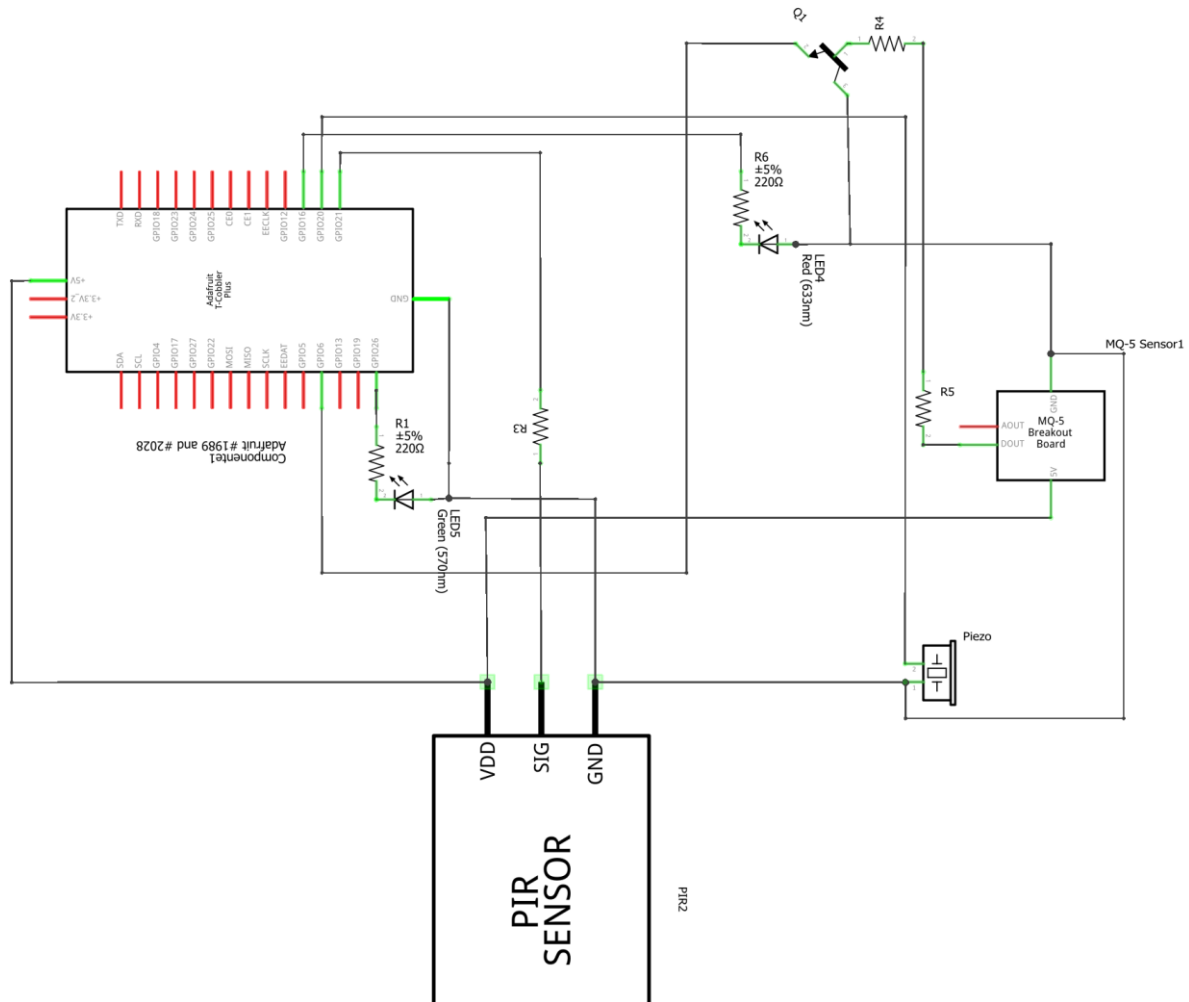 Q1
R4
R6
±5%
220Ω
TXD
RXD
GPIO18
GPIO23
GPIO24
GPIO25
CE0
CE1
EECLK
GPIO12
GPIO16
GPIO20
GPIO21
+5V
+3.3V_2
+3.3V
Adafruit
T-Cobbler
Plus
GND
LED4
Red (633nm)
SDA
SCL
GPIO4
GPIO17
GPIO27
GPIO22
MOSI
MISO
SCLK
EEDAT
GPIO5
GPIO6
GPIO13
GPIO19
GPIO26
MQ-5 Sensor1
R5
GND
AOUT
DOUT
MQ-5
Breakout
Board
5V
R1
±5%
220Ω
R3
Componente1
Adafruit #1989 and #2028
LED5
Green (570nm)
Piezo
VDD
SIG
GND
PIR
SENSOR
PIR2